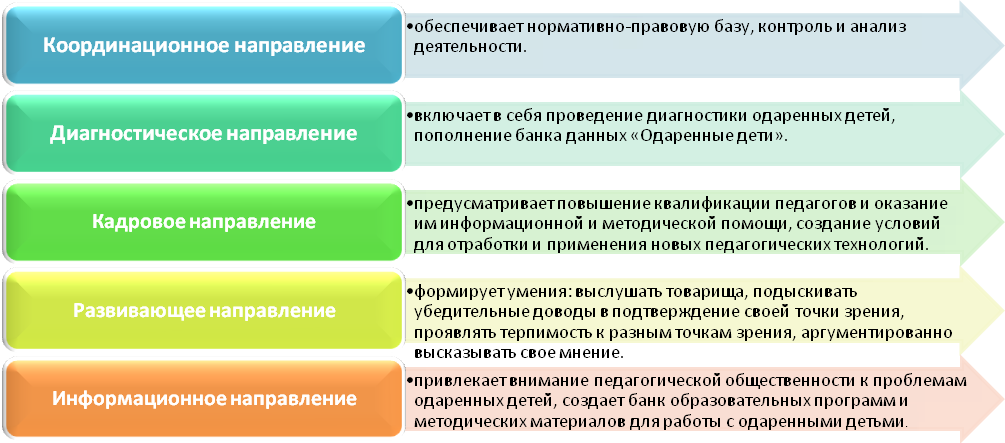 Координационное направление
•обеспечивает нормативно-правовую базу, контроль и анализ
деятельности.
Диагностическое направление
•включает в себя проведение диагностики одаренных детей,
пополнение банка данных «Одаренные дети».
Кадровое направление
•предусматривает повышение квалификации педагогов и оказание
им информационной и методической помощи, создание условий
для отработки и применения новых педагогических технологий.
Развивающее направление
•формирует умения: выслушать товарища, подыскивать
убедительные доводы в подтверждение своей точки зрения,
проявлять терпимость к разным точкам зрения, аргументированно
высказывать свое мнение.
Информационное направление
•привлекает внимание педагогической общественности к проблемам
одаренных детей, создает банк образовательных программ и
методических материалов для работы с одаренными детьми.